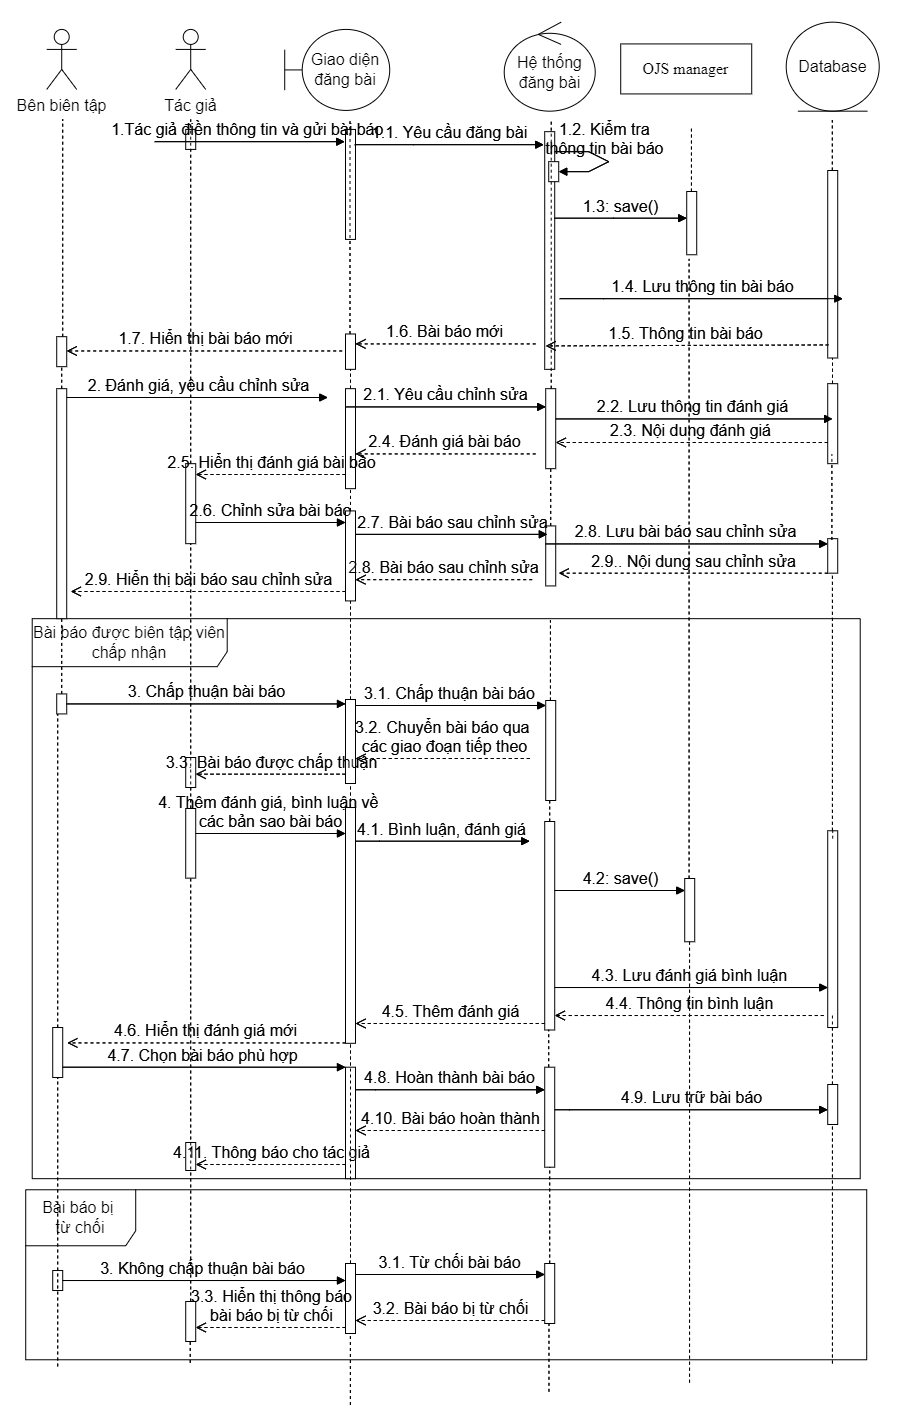 Bên biên tập
Tác giả
Giao diện
đăng bài
Hệ thống
đăng bài
OJS manager
Database
1.Tác giả điền thông tin và gửi bài báo
1.1. Yêu cầu đăng bài
1.2. Kiểm tra
thông tin bài báo
1.3: save()
1.4. Lưu thông tin bài báo
1.5. Thông tin bài báo
1.6. Bài báo mới
1.7. Hiển thị bài báo mới
2. Đánh giá, yêu cầu chỉnh sửa
2.1. Yêu cầu chỉnh sửa
2.2. Lưu thông tin đánh giá
2.3. Nội dung đánh giá
2.4. Đánh giá bài báo
2.5. Hiển thị đánh giá bài báo
2.6. Chỉnh sửa bài báo
2.7. Bài báo sau chỉnh sửa
2.8. Lưu bài báo sau chỉnh sửa
2.9.. Nội dung sau chỉnh sửa
2.8. Bài báo sau chỉnh sửa
2.9. Hiển thị bài báo sau chỉnh sửa
Bài báo được biên tập viên
chấp nhận
3. Chấp thuận bài báo
3.1. Chấp thuận bài báo
3.2. Chuyển bài báo qua
các giao đoạn tiếp theo
3.3. Bài báo được chấp thuận
4. Thêm đánh giá, bình luận về
các bản sao bài báo
4.1. Bình luận, đánh giá
4.2: save()
4.3. Lưu đánh giá bình luận
4.4. Thông tin bình luận
4.5. Thêm đánh giá
4.6. Hiển thị đánh giá mới
4.7. Chọn bài báo phù hợp
4.8. Hoàn thành bài báo
4.9. Lưu trữ bài báo
4.10. Bài báo hoàn thành
4.11. Thông báo cho tác giả
Bài báo bị
từ chối
3. Không chấp thuận bài báo
3.1. Từ chối bài báo
3.2. Bài báo bị từ chối
3.3. Hiển thị thông báo
bài báo bị từ chối